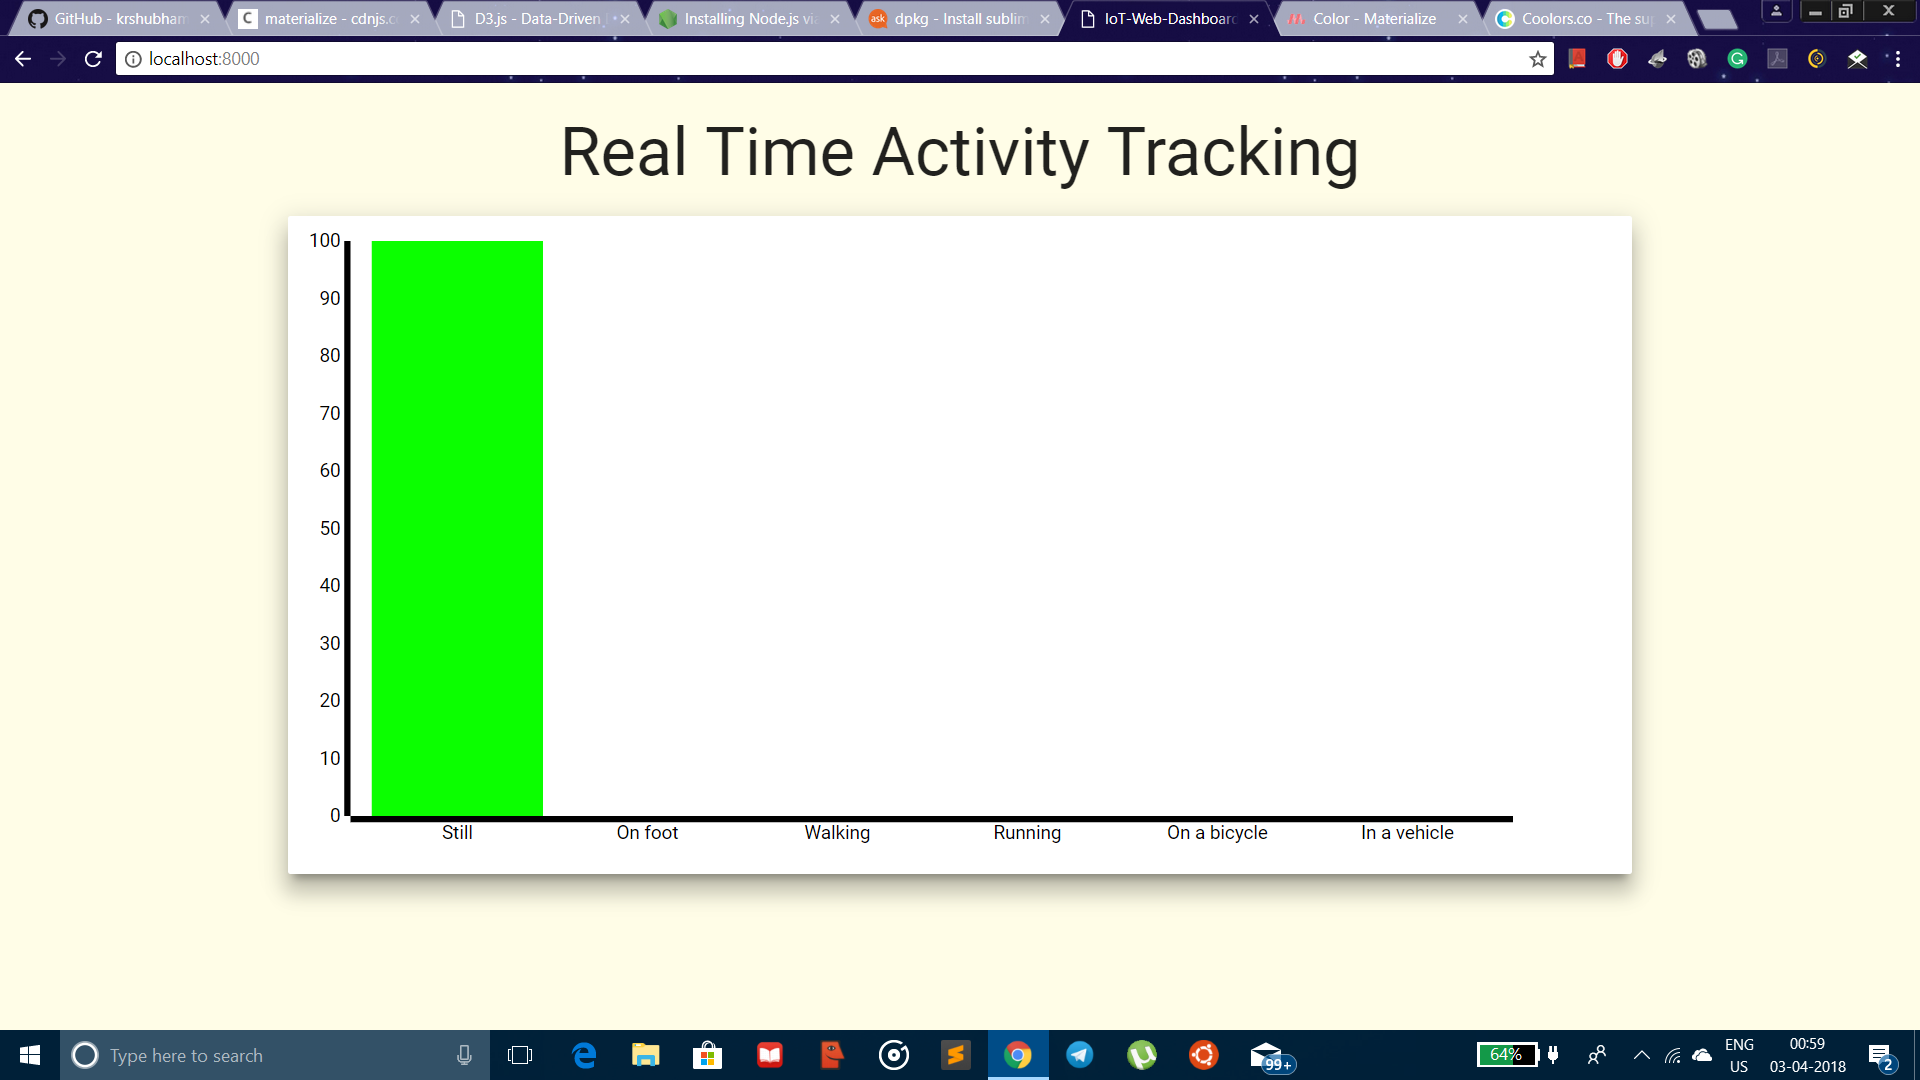 GitHub - krshubham
materialize - cdnjs.c
D3.js - Data-Driven
Installing Node.js via
dpkg - Install sublim
IoT-Web-Dashboard
Color - Materialize
Coolors.co - The su
localhost:8000
Real Time Activity Tracking
100
90
80
70
60
50
40
30
20
10
0
Still On foot Walking Running On a bicycle In a vehicle
Type here to search
99+
64%
ENG
US
00:59
03-04-2018
2